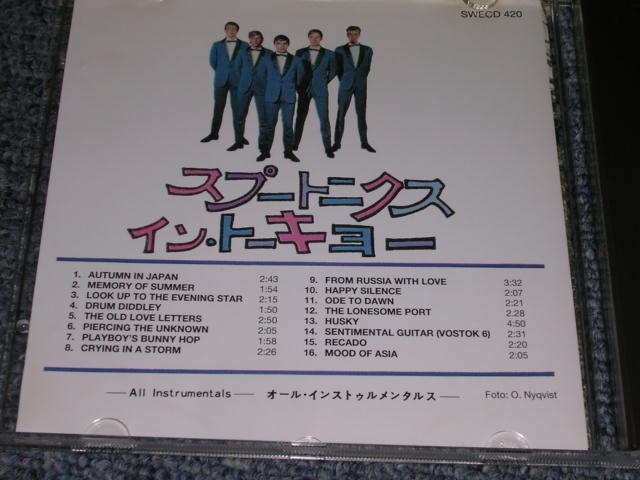 SWECD 420
スプートニクス
イン・トーキョー
1. AUTUMN IN JAPAN 2:43
2. MEMORY OF SUMMER 1:54
3. LOOK UP TO THE EVENING STAR 2:15
4. DRUM DIDDLEY 1:50
5. THE OLD LOVE LETTERS 2:50
6. PIERCING THE UNKNOWN 2:05
7. PLAYBOY'S BUNNY HOP 1:58
8. CRYING IN A STORM 2:26
9. FROM RUSSIA WITH LOVE 3:32
10. HAPPY SILENCE 2:07
11. ODE TO DAWN 2:21
12. THE LONESOME PORT 2:28
13. HUSKY 4:50
14. SENTIMENTAL GUITAR (VOSTOK 6) 2:31
15. RECADO 2:20
16. MOOD OF ASIA 2:05
—All Instrumentals— オール・インストゥルメンタルス—
Foto: O. Nyqvist